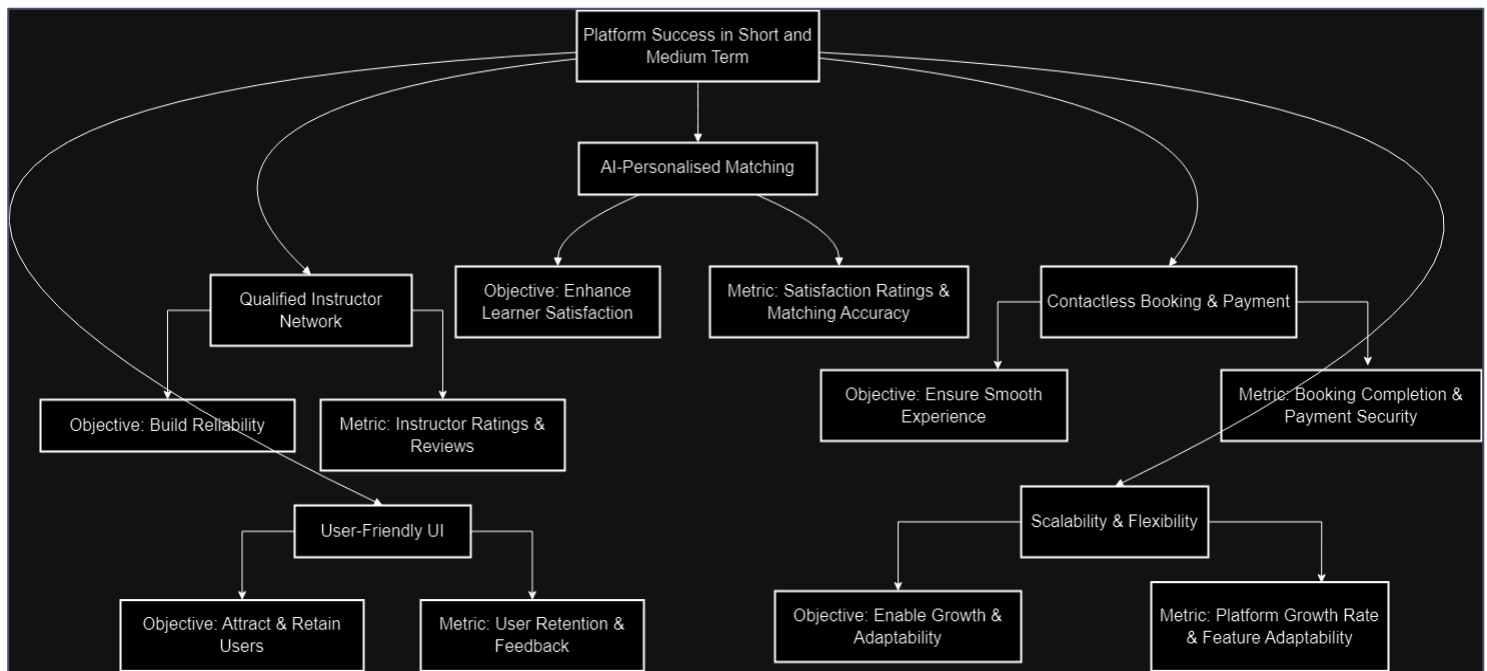 Platform Success in Short and
Medium Term
AI-Personalised Matching
Qualified Instructor
Network
Objective: Enhance
Learner Satisfaction
Metric: Satisfaction Ratings &
Matching Accuracy
Contactless Booking & Payment
Objective: Build Reliability
Metric: Instructor Ratings &
Reviews
Objective: Ensure Smooth
Experience
Metric: Booking Completion &
Payment Security
User-Friendly UI
Scalability & Flexibility
Objective: Attract & Retain
Users
Metric: User Retention &
Feedback
Objective: Enable Growth &
Adaptability
Metric: Platform Growth Rate
& Feature Adaptability